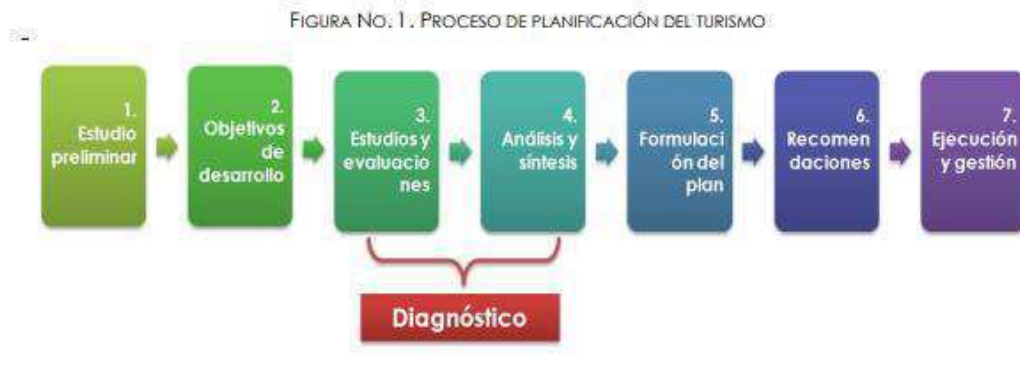 FIGURA NO. 1. PROCESO DE PLANIFICACIÓN DEL TURISMO
1.
Estudio
preliminar
2.
Objetivos
de
desarrollo
3.
Estudios y
evaluacio
nes
4.
Análisis y
síntesis
5.
Formulaci
ón del
plan
6.
Recomen
daciones
7.
Ejecución
y gestión
Diagnóstico